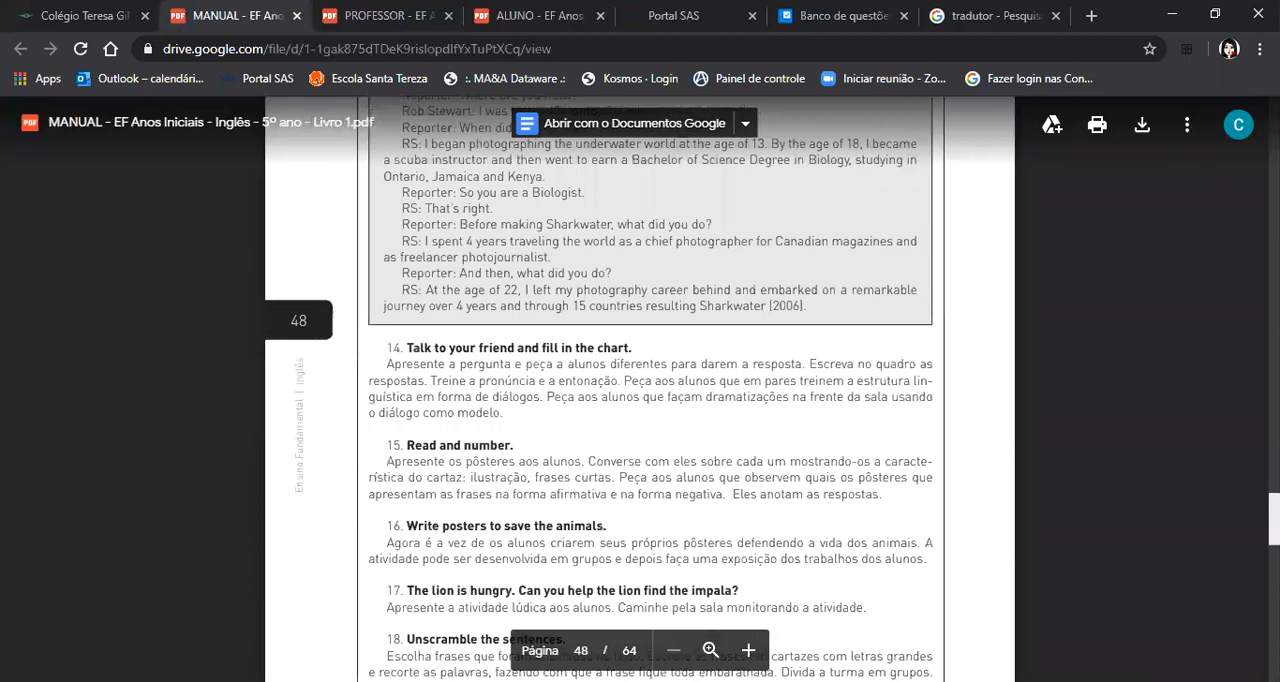 Colégio Teresa Gil
MANUAL - EF Ano
PROFESSOR - EF A
ALUNO - EF Anos
Portal SAS
Banco de questõe
tradutor - Pesquis
drive.google.com/file/d/1-1gak875dTDeK9rislopdIfYxTuPtXCq/view
Apps
Outlook – calendári...
Portal SAS
Escola Santa Tereza
:. MA&A Dataware .:
Kosmos · Login
Painel de controle
Iniciar reunião - Zo...
Fazer login nas Con...
MANUAL - EF Anos Iniciais - Inglês - 5º ano - Livro 1.pdf
Abrir com o Documentos Google
C
Rob Stewart: I was
Reporter: When did
RS: I began photographing the underwater world at the age of 13. By the age of 18, I became
a scuba instructor and then went to earn a Bachelor of Science Degree in Biology, studying in
Ontario, Jamaica and Kenya.
Reporter: So you are a Biologist.
RS: That's right.
Reporter: Before making Sharkwater, what did you do?
RS: I spent 4 years traveling the world as a chief photographer for Canadian magazines and
as freelancer photojournalist.
Reporter: And then, what did you do?
RS: At the age of 22, I left my photography career behind and embarked on a remarkable
journey over 4 years and through 15 countries resulting Sharkwater (2006).
48
Ensino Fundamental | Inglês
14. Talk to your friend and fill in the chart.
Apresente a pergunta e peça a alunos diferentes para darem a resposta. Escreva no quadro as
respostas. Treine a pronúncia e a entonação. Peça aos alunos que em pares treinem a estrutura lin-
guística em forma de diálogos. Peça aos alunos que façam dramatizações na frente da sala usando
o diálogo como modelo.
15. Read and number.
Apresente os pôsteres aos alunos. Converse com eles sobre cada um mostrando-os a caracte-
rística do cartaz: ilustração, frases curtas. Peça aos alunos que observem quais os pôsteres que
apresentam as frases na forma afirmativa e na forma negativa. Eles anotam as respostas.
16. Write posters to save the animals.
Agora é a vez de os alunos criarem seus próprios pôsteres defendendo a vida dos animais. A
atividade pode ser desenvolvida em grupos e depois faça uma exposição dos trabalhos dos alunos.
17. The lion is hungry. Can you help the lion find the impala?
Apresente a atividade lúdica aos alunos. Caminhe pela sala monitorando a atividade.
18. Unscramble the sentences.
Escolha frases que foram cartazes com letras grandes
e recorte as palavras, fazendo com que a frase fique toda embaralhada. Divida a turma em grupos.
Página 48 / 64